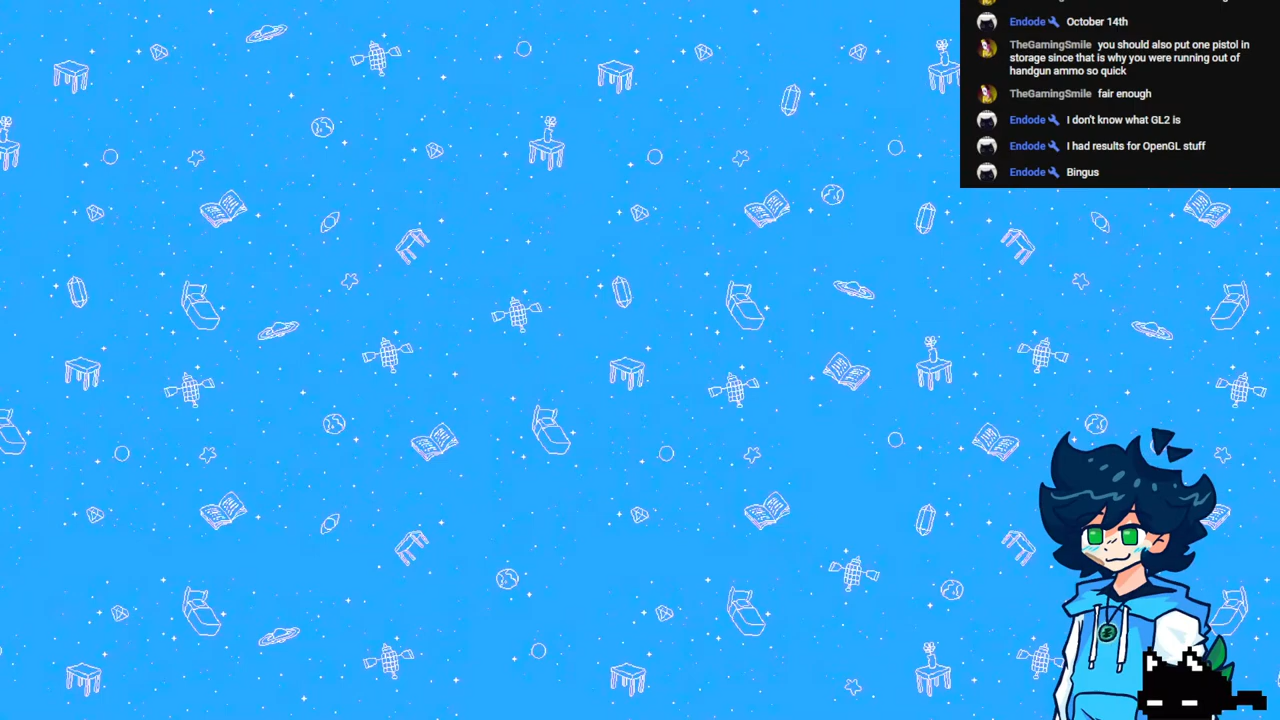 Endode October 14th
TheGamingSmile you should also put one pistol in
storage since that is why you were running out of
handgun ammo so quick
TheGamingSmile fair enough
Endode I don't know what GL2 is
Endode I had results for OpenGL stuff
Endode Bingus